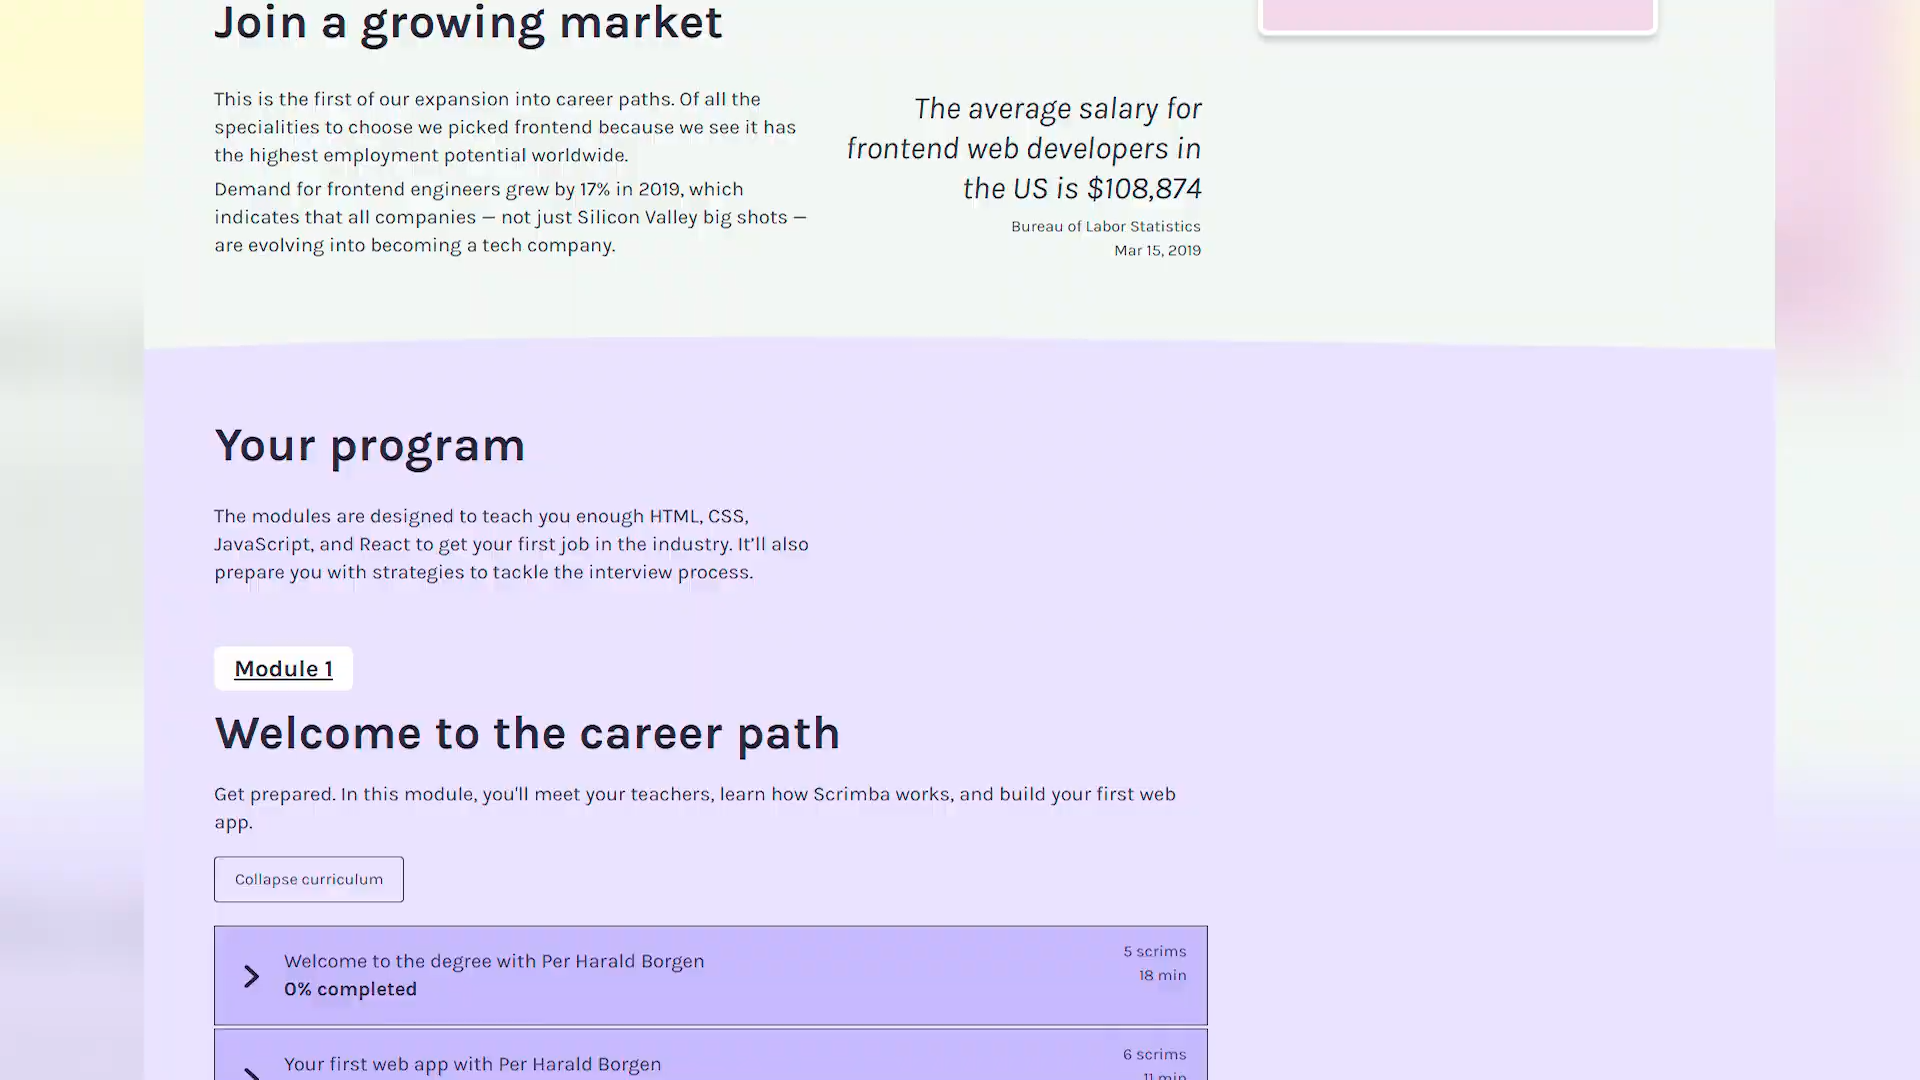 Join a growing market
This is the first of our expansion into career paths. Of all the
specialities to choose we picked frontend because we see it has
the highest employment potential worldwide.
Demand for frontend engineers grew by 17% in 2019, which
indicates that all companies — not just Silicon Valley big shots —
are evolving into becoming a tech company.
The average salary for
frontend web developers in
the US is $108,874
Bureau of Labor Statistics
Mar 15, 2019
Your program
The modules are designed to teach you enough HTML, CSS,
JavaScript, and React to get your first job in the industry. It’ll also
prepare you with strategies to tackle the interview process.
Module 1
Welcome to the career path
Get prepared. In this module, you'll meet your teachers, learn how Scrimba works, and build your first web
app.
Collapse curriculum
Welcome to the degree with Per Harald Borgen
0% completed
5 scrims
18 min
Your first web app with Per Harald Borgen
6 scrims
11 min